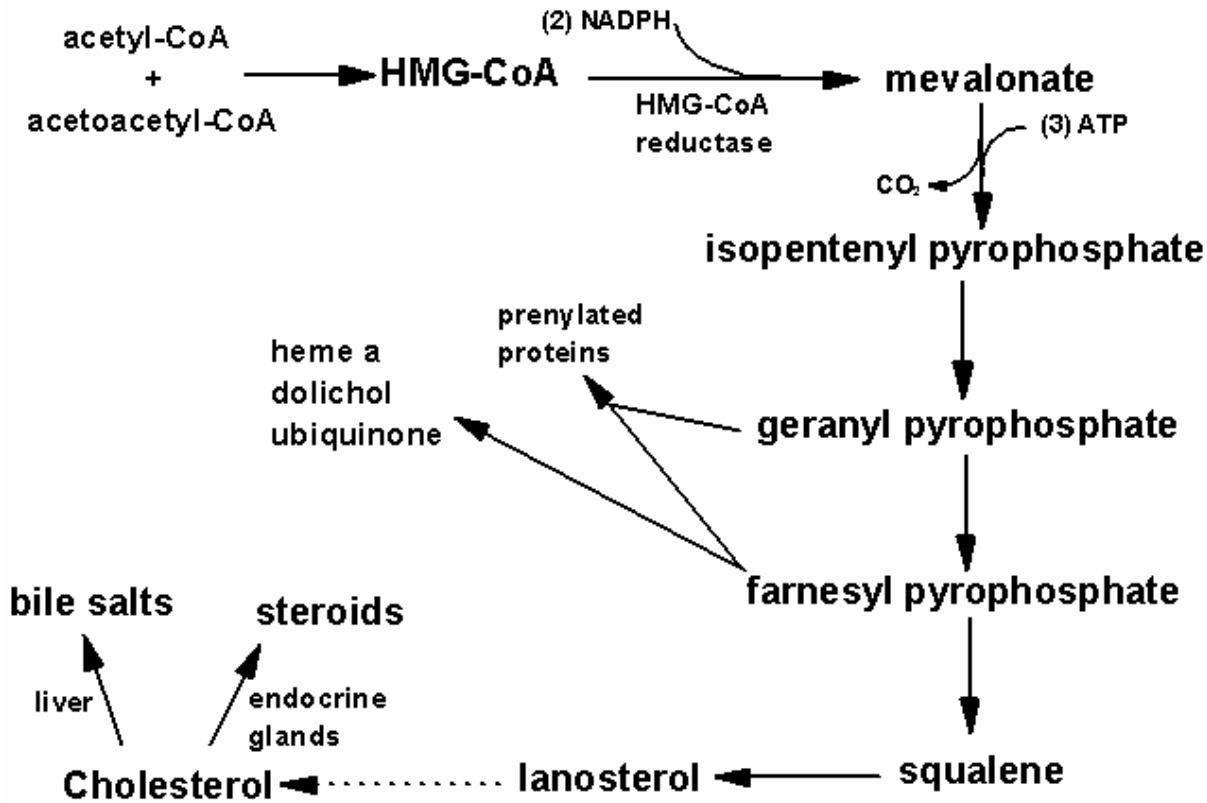 acetyl-CoA
+
acetoacetyl-CoA
HMG-CoA
(2) NADPH
HMG-CoA
reductase
mevalonate
(3) ATP
CO₂
isopentenyl pyrophosphate
prenylated
proteins
heme a
dolichol
ubiquinone
geranyl pyrophosphate
farnesyl pyrophosphate
bile salts
steroids
liver
endocrine
glands
Cholesterol
lanosterol
squalene